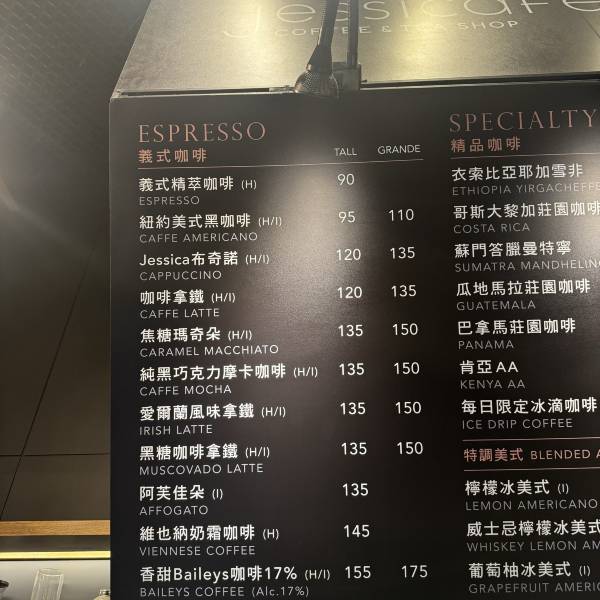 jessicafé
COFFEE & TEA SHOP
ESPRESSO
義式咖啡
TALL GRANDE
義式精萃咖啡 (H) 90
ESPRESSO
紐約美式黑咖啡 (H/I) 95 110
CAFFE AMERICANO
Jessica布奇諾 (H/I) 120 135
CAPPUCCINO
咖啡拿鐵 (H/I) 120 135
CAFFE LATTE
焦糖瑪奇朵 (H/I) 135 150
CARAMEL MACCHIATO
純黑巧克力摩卡咖啡 (H/I) 135 150
CAFFE MOCHA
愛爾蘭風味拿鐵 (H/I) 135 150
IRISH LATTE
黑糖咖啡拿鐵 (H/I) 135 150
MUSCOVADO LATTE
阿芙佳朵 (I) 135
AFFOGATO
維也納奶霜咖啡 (H) 145
VIENNESE COFFEE
香甜Baileys咖啡17% (H/I) 155 175
BAILEYS COFFEE (Alc.17%)
SPECIALTY
精品咖啡
衣索比亞耶加雪非
ETHIOPIA YIRGACHEFFE
哥斯大黎加莊園咖啡
COSTA RICA
蘇門答臘曼特寧
SUMATRA MANDHELING
瓜地馬拉莊園咖啡
GUATEMALA
巴拿馬莊園咖啡
PANAMA
肯亞AA
KENYA AA
每日限定冰滴咖啡
ICE DRIP COFFEE
特調美式 BLENDED
檸檬冰美式 (I)
LEMON AMERICANO
威士忌檸檬冰美式
WHISKEY LEMON
葡萄柚冰美式 (I)
GRAPEFRUIT